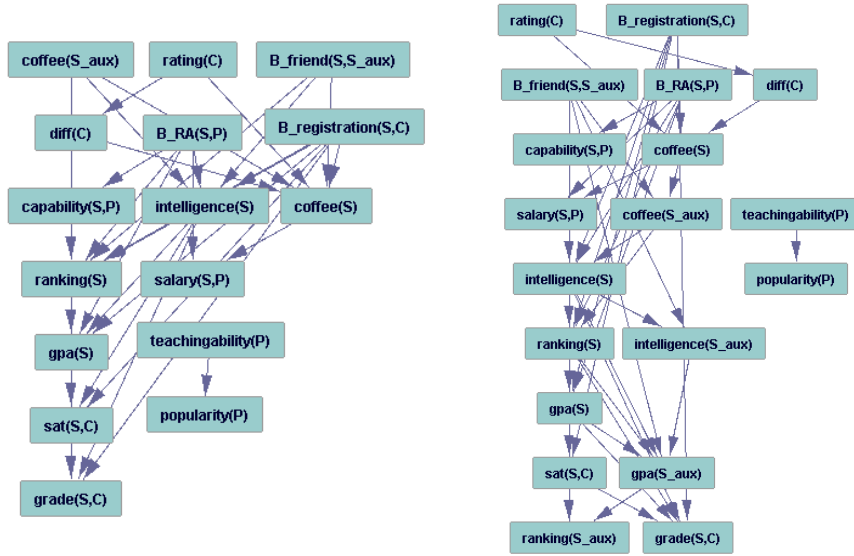 coffee(S_aux)
rating(C)
B_friend(S,S_aux)
diff(C)
B_RA(S,P)
B_registration(S,C)
capability(S,P)
intelligence(S)
coffee(S)
ranking(S)
salary(S,P)
gpa(S)
teachingability(P)
sat(S,C)
popularity(P)
grade(S,C)
rating(C)
B_registration(S,C)
B_friend(S,S_aux)
B_RA(S,P)
diff(C)
capability(S,P)
coffee(S)
salary(S,P)
coffee(S_aux)
teachingability(P)
intelligence(S)
popularity(P)
ranking(S)
intelligence(S_aux)
gpa(S)
sat(S,C)
gpa(S_aux)
ranking(S_aux)
grade(S,C)